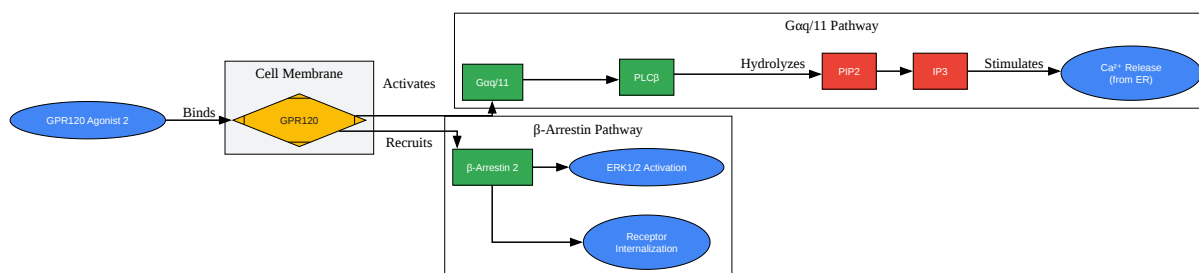 Gαq/11 Pathway
Cell Membrane
Activates
Gαq/11
PLCβ
Hydrolyzes
PIP2
IP3
Stimulates
Ca²⁺ Release
(from ER)
GPR120 Agonist 2
Binds
GPR120
Recruits
β-Arrestin Pathway
β-Arrestin 2
ERK1/2 Activation
Receptor
Internalization